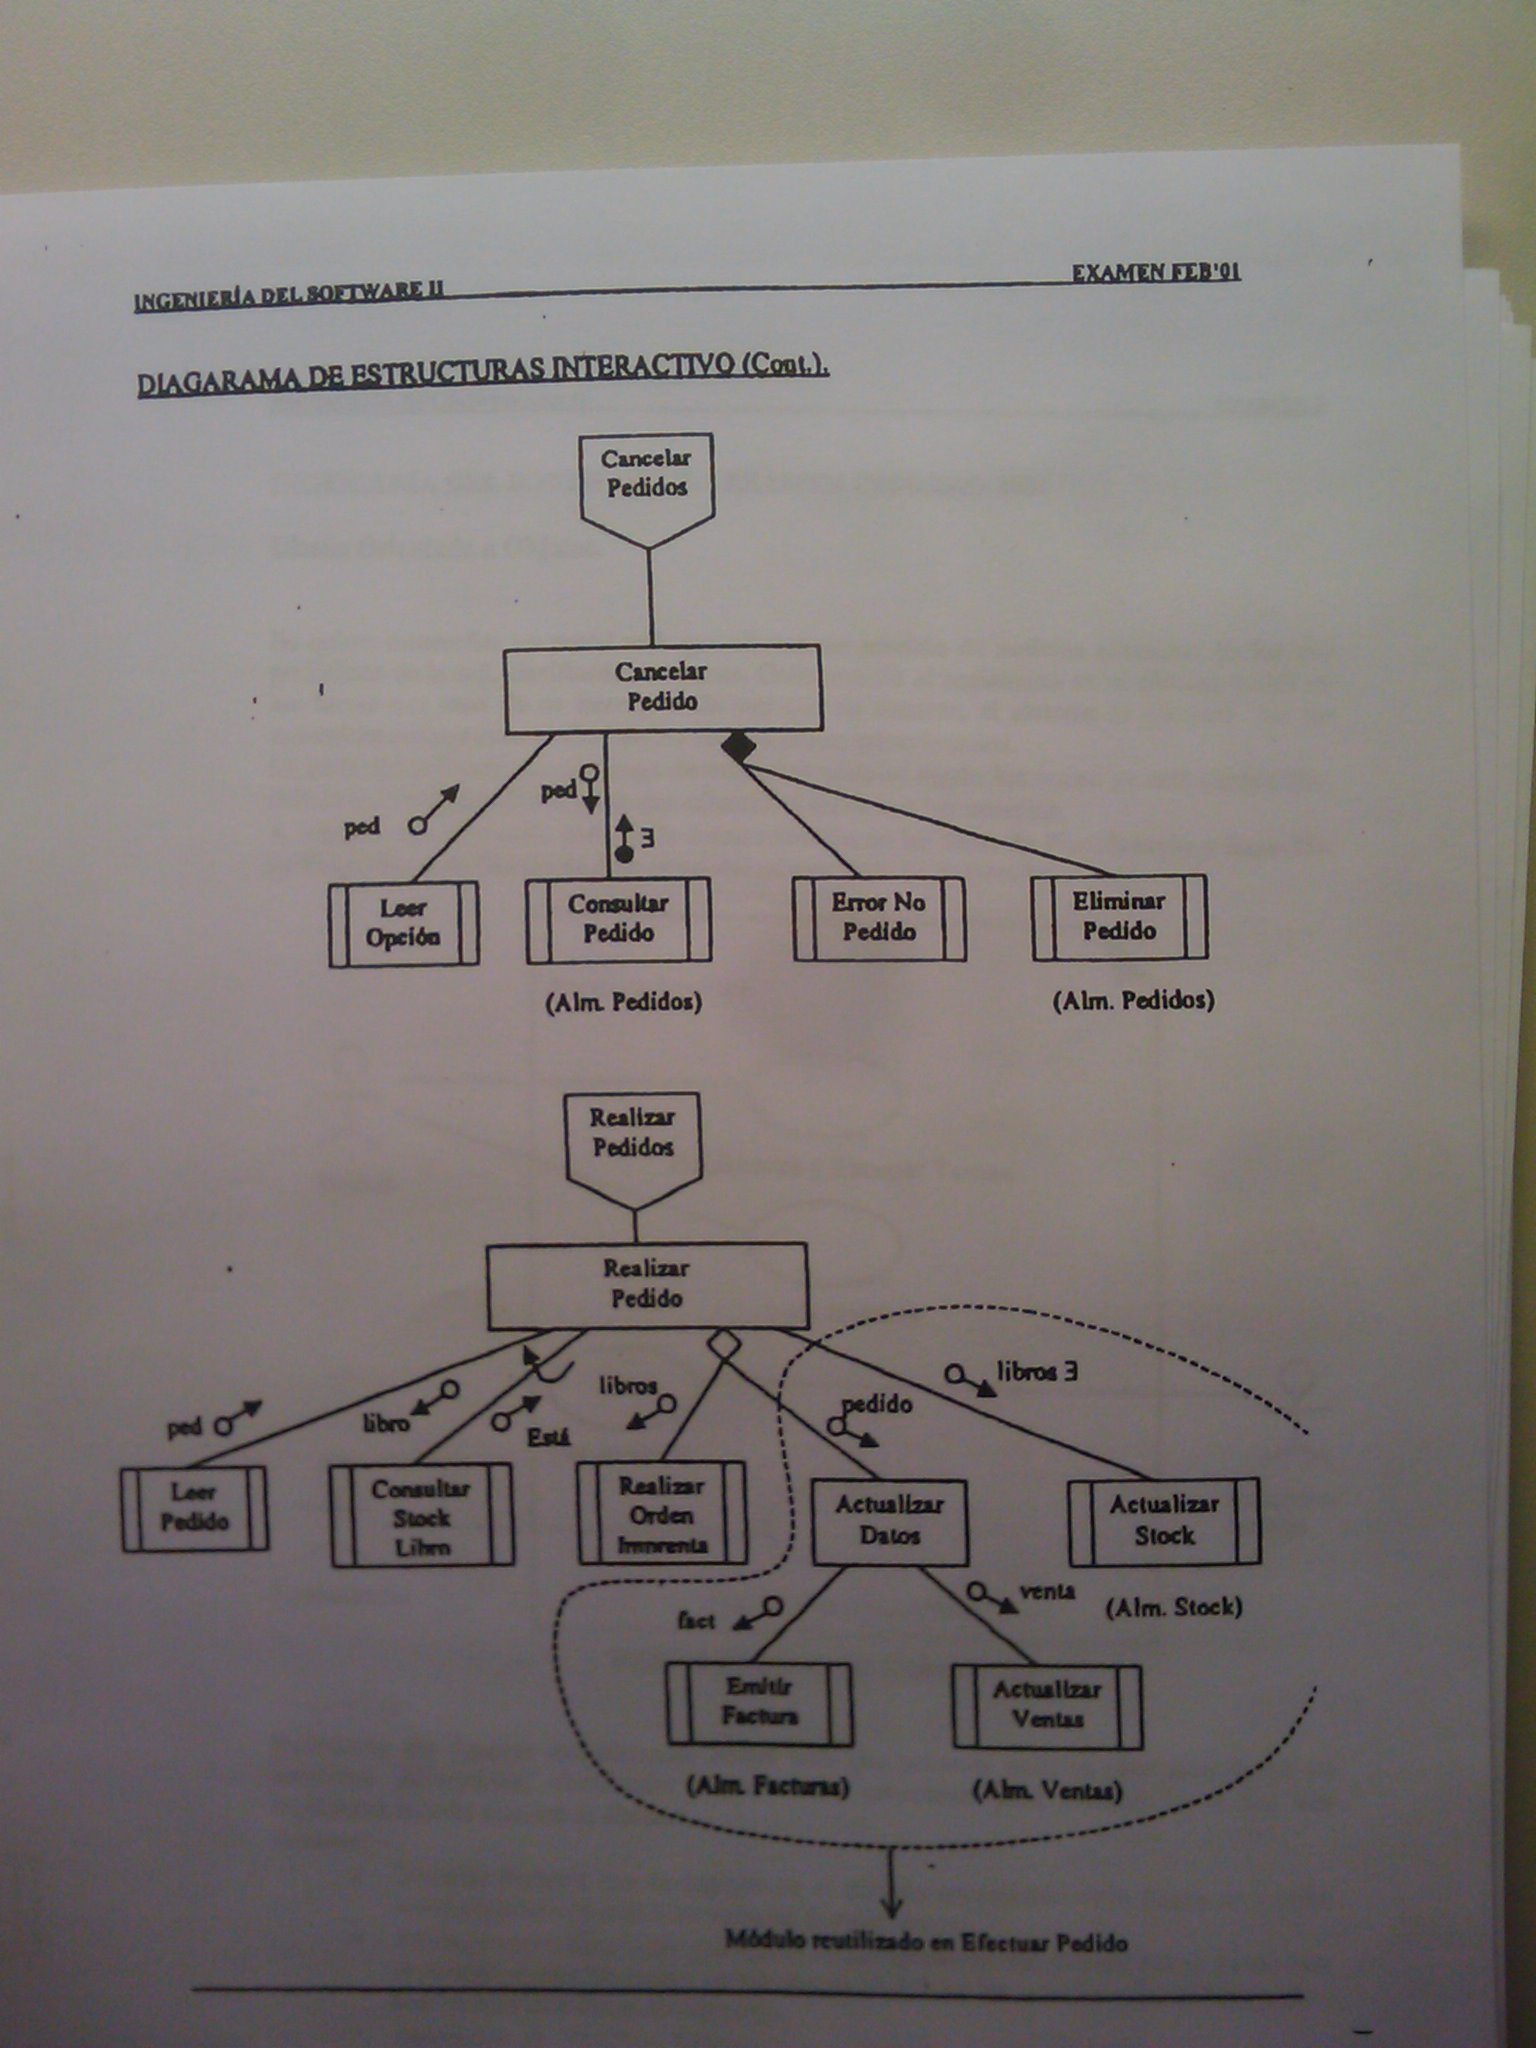 INGENIERÍA DEL SOFTWARE II EXAMEN FEB'01
DIAGARAMA DE ESTRUCTURAS INTERACTIVO (Cont.).
Cancelar
Pedidos
Cancelar
Pedido
ped
ped
∃
Leer
Opción
Consultar
Pedido
Error No
Pedido
Eliminar
Pedido
(Alm. Pedidos)
(Alm. Pedidos)
Realizar
Pedidos
Realizar
Pedido
ped
libro
Está
libros
pedido
libros ∃
Leer
Pedido
Consultar
Stock
Libro
Realizar
Orden
Imprenta
Actualizar
Datos
Actualizar
Stock
(Alm. Stock)
fact
venta
Emitir
Factura
Actualizar
Ventas
(Alm. Facturas)
(Alm. Ventas)
Módulo reutilizado en Efectuar Pedido